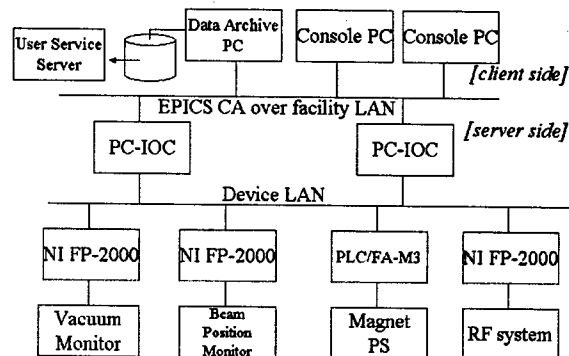 User Service
Server
Data Archive
PC
Console PC
Console PC
[client side]
EPICS CA over facility LAN
[server side]
PC-IOC
PC-IOC
Device LAN
NI FP-2000
NI FP-2000
PLC/FA-M3
NI FP-2000
Vacuum
Monitor
Beam
Position
Monitor
Magnet
PS
RF system